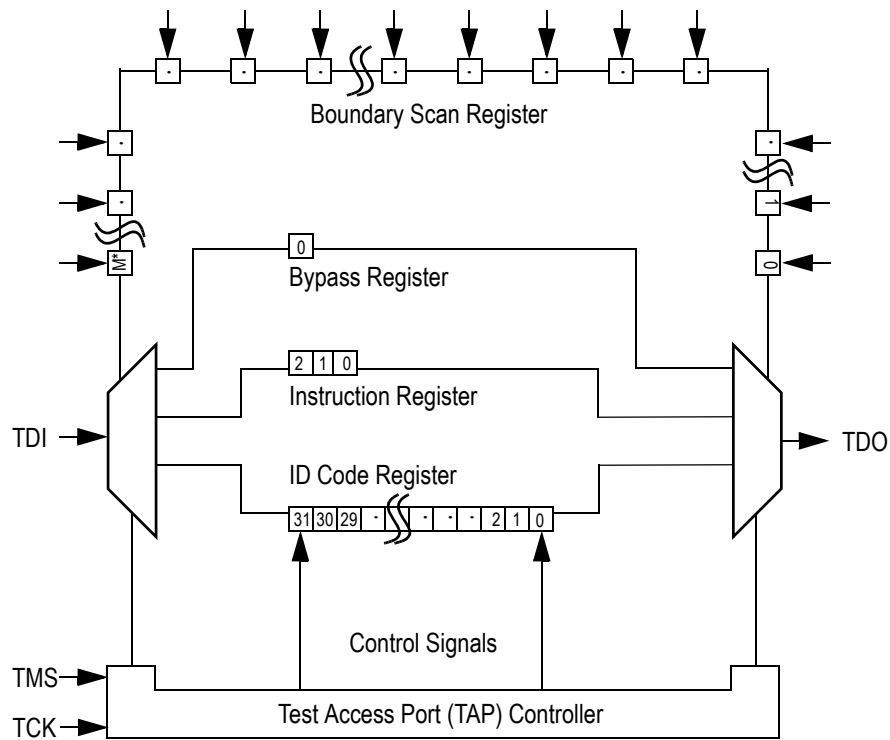 · · · · · · · ·
Boundary Scan Register
· ·
· 1
M* 0
0
Bypass Register
2 1 0
Instruction Register
TDI
TDO
ID Code Register
31 30 29 · · · · 2 1 0
Control Signals
TMS
Test Access Port (TAP) Controller
TCK